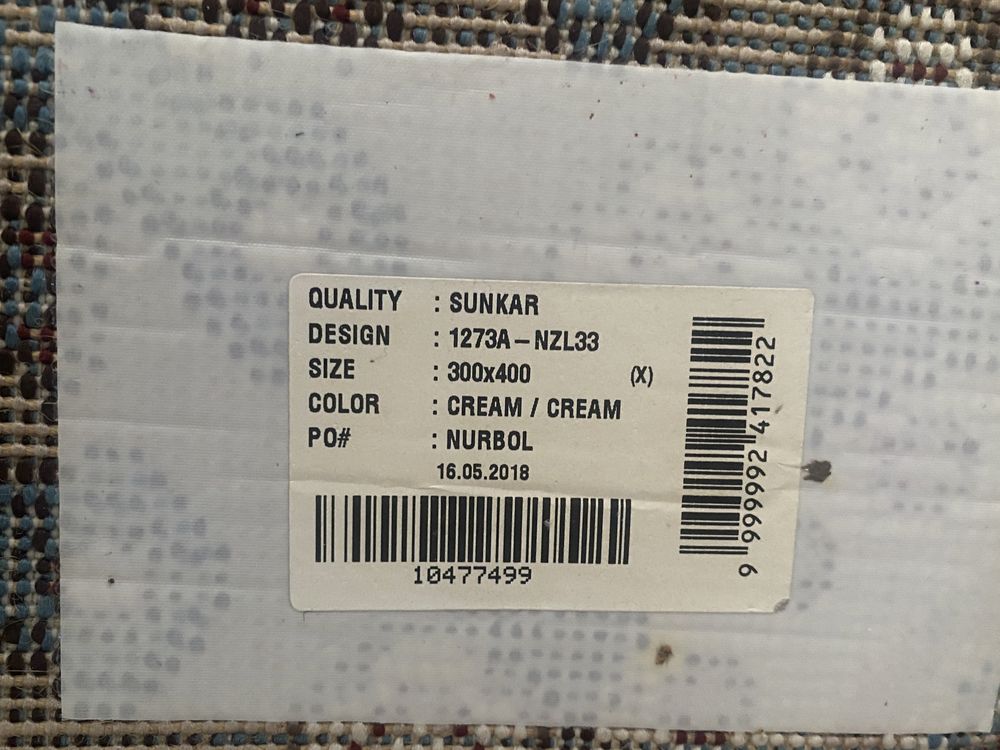 QUALITY : SUNKAR
DESIGN : 1273A – NZL33
SIZE : 300x400 (X)
COLOR : CREAM / CREAM
PO# : NURBOL
16.05.2018
10477499
9 999992 417822